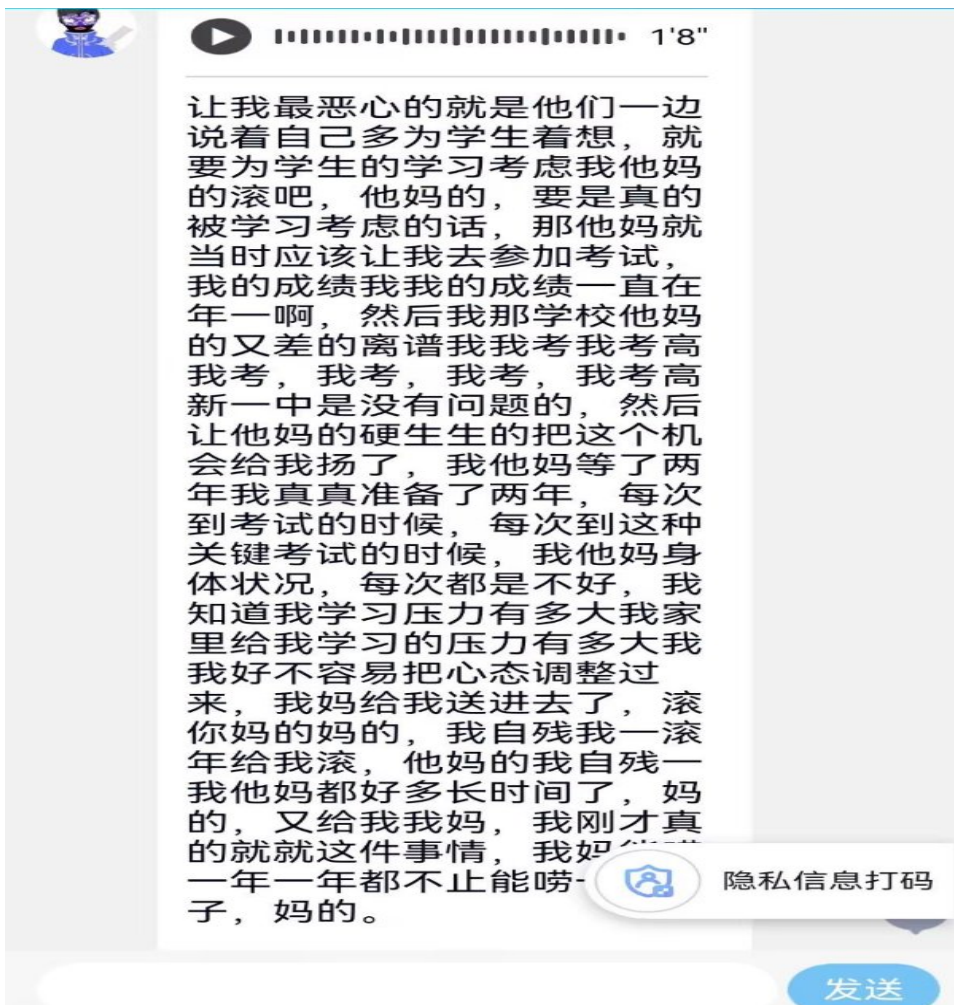 1'8"
让我最恶心的就是他们一边
说着自己多为学生着想，就
要为学生的学习考虑我他妈
的滚吧，他妈的，要是真的
被学习考虑的话，那他妈就
当时应该让我去参加考试，
我的成绩我我的成绩一直在
年一啊，然后我那学校他妈
的又差的离谱我我考我考高
我考，我考，我考，我考高
新一中是没有问题的，然后
让他妈的硬生生的把这个机
会给我扬了，我他妈等了两
年我真真准备了两年，每次
到考试的时候，每次到这种
关键考试的时候，我他妈身
体状况，每次都是不好，我
知道我学习压力有多大我家
里给我学习的压力有多大我
我好不容易把心态调整过
来，我妈给我送进去了，滚
你妈的妈的，我自残我一滚
年给我滚，他妈的我自残一
我他妈都好多长时间了，妈
的，又给我我妈，我刚才真
的就就这件事情，我妈
一年一年都不止能唠
子，妈的。
隐私信息打码
发送